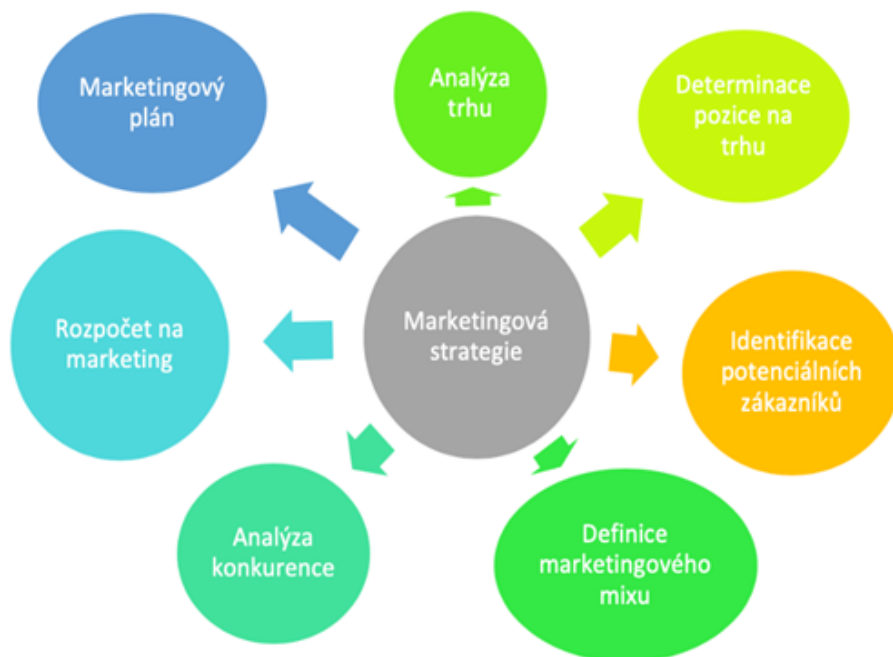 Marketingový
plán
Analýza
trhu
Determinace
pozice na
trhu
Rozpočet na
marketing
Marketingová
strategie
Identifikace
potenciálních
zákazníků
Analýza
konkurence
Definice
marketingového
mixu